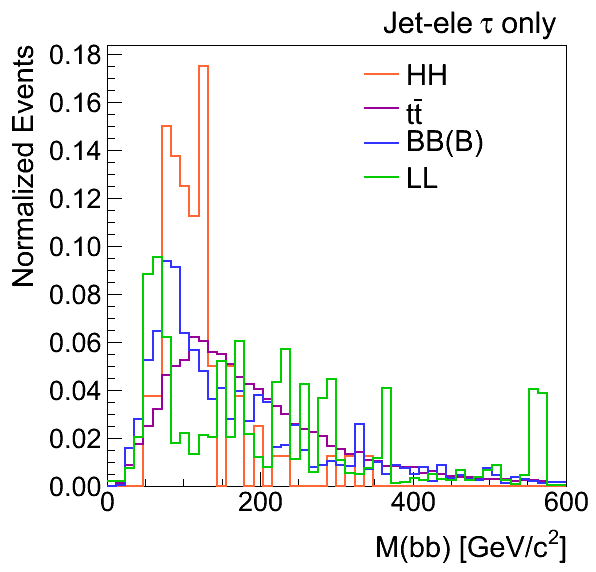 Jet-ele τ only
Normalized Events
0.18
0.16
0.14
0.12
0.10
0.08
0.06
0.04
0.02
0.00
HH
tt̄
BB(B)
LL
0 200 400 600
M(bb) [GeV/c²]